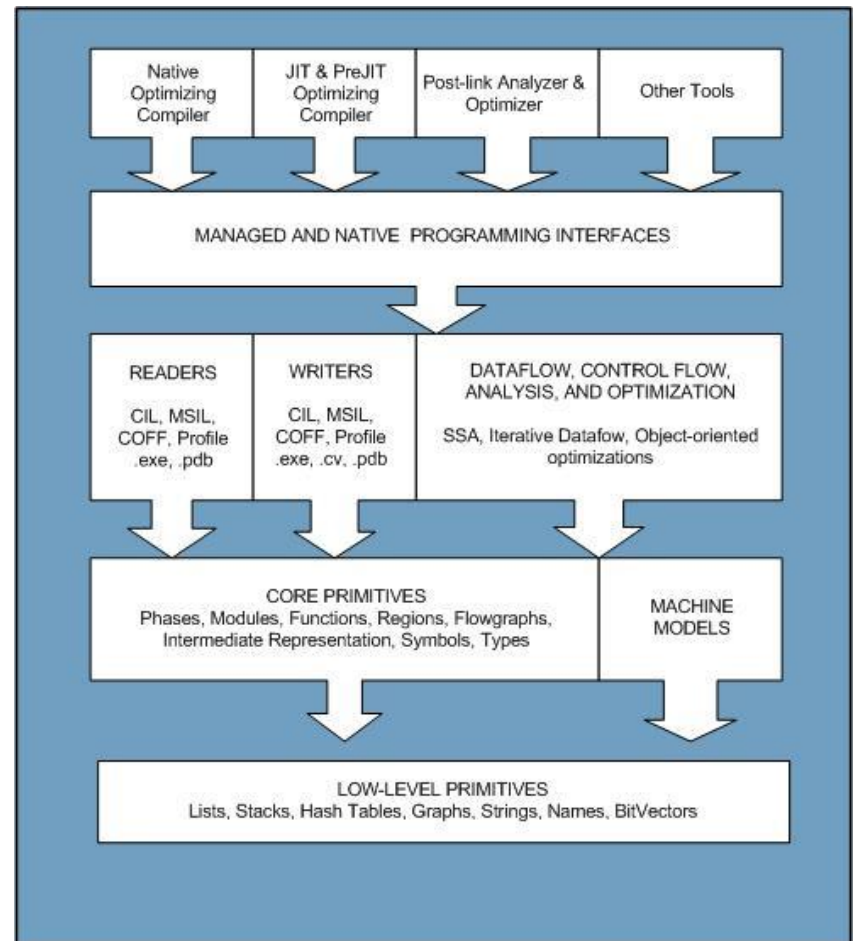 Native
Optimizing
Compiler
JIT & PreJIT
Optimizing
Compiler
Post-link Analyzer &
Optimizer
Other Tools
MANAGED AND NATIVE PROGRAMMING INTERFACES
READERS
CIL, MSIL,
COFF, Profile
.exe, .pdb
WRITERS
CIL, MSIL,
COFF, Profile
.exe, .cv, .pdb
DATAFLOW, CONTROL FLOW,
ANALYSIS, AND OPTIMIZATION
SSA, Iterative Datafow, Object-oriented
optimizations
CORE PRIMITIVES
Phases, Modules, Functions, Regions, Flowgraphs,
Intermediate Representation, Symbols, Types
MACHINE
MODELS
LOW-LEVEL PRIMITIVES
Lists, Stacks, Hash Tables, Graphs, Strings, Names, BitVectors